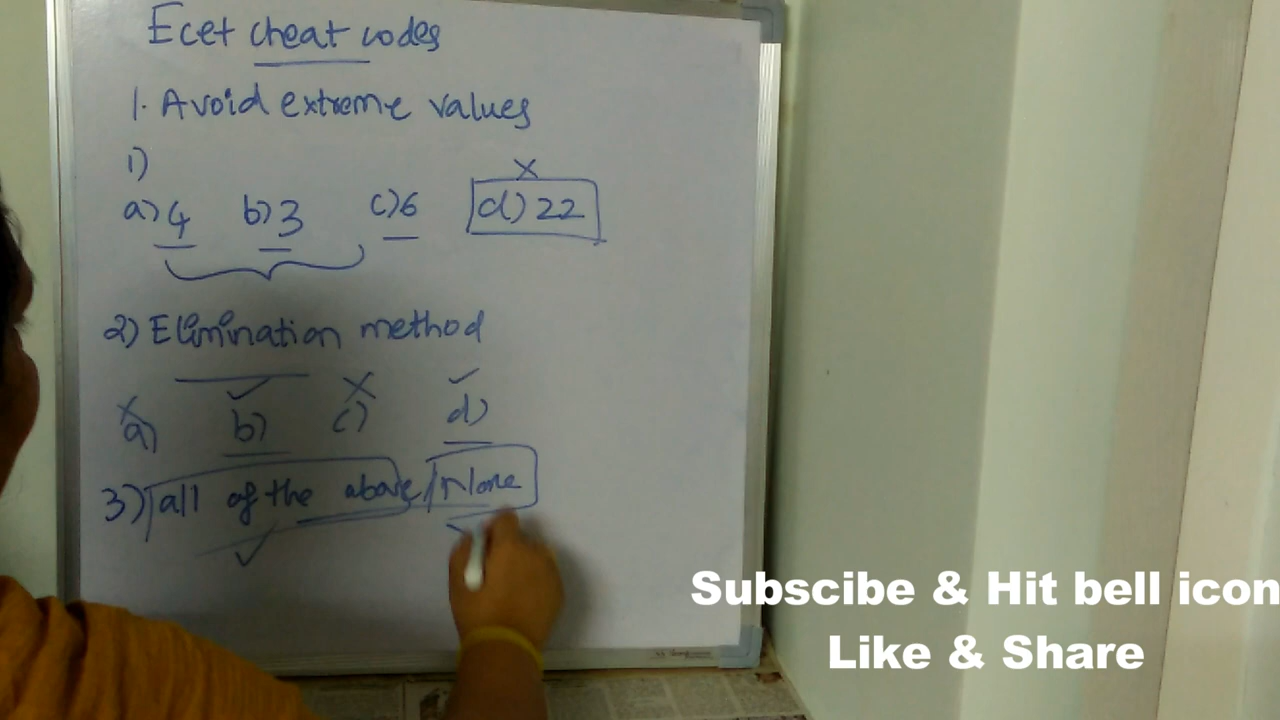 Ecet cheat codes
1. Avoid extreme values
1)
a) 4 b) 3 c) 6 d) 22
2) Elimination method
a) b) c) d)
3) all of the above / None
Subscibe & Hit bell icon
Like & Share